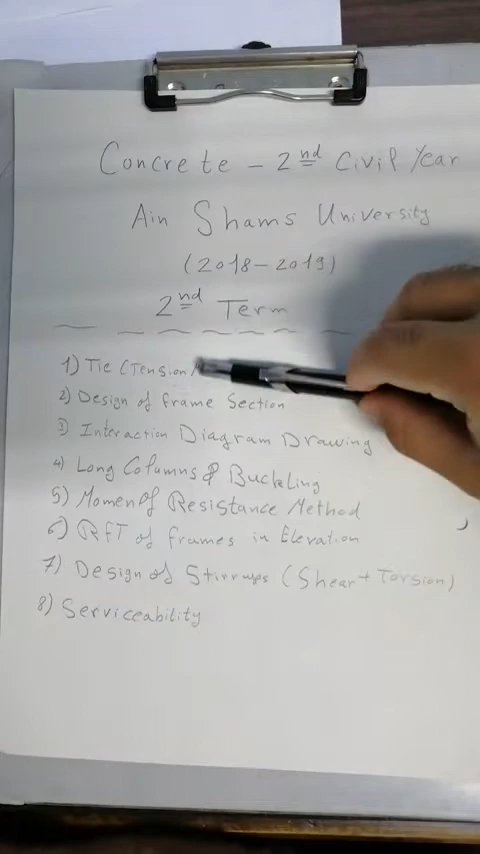 Concrete - 2nd Civil Year
Ain Shams University
(2018-2019)
2nd Term
1) Tie (Tension)
2) Design of frame Section
3) Interaction Diagram Drawing
4) Long Columns & Buckling
5) Moment of Resistance Method
6) RFT of frames in Elevation
7) Design of Stirrups (Shear + Torsion)
8) Serviceability